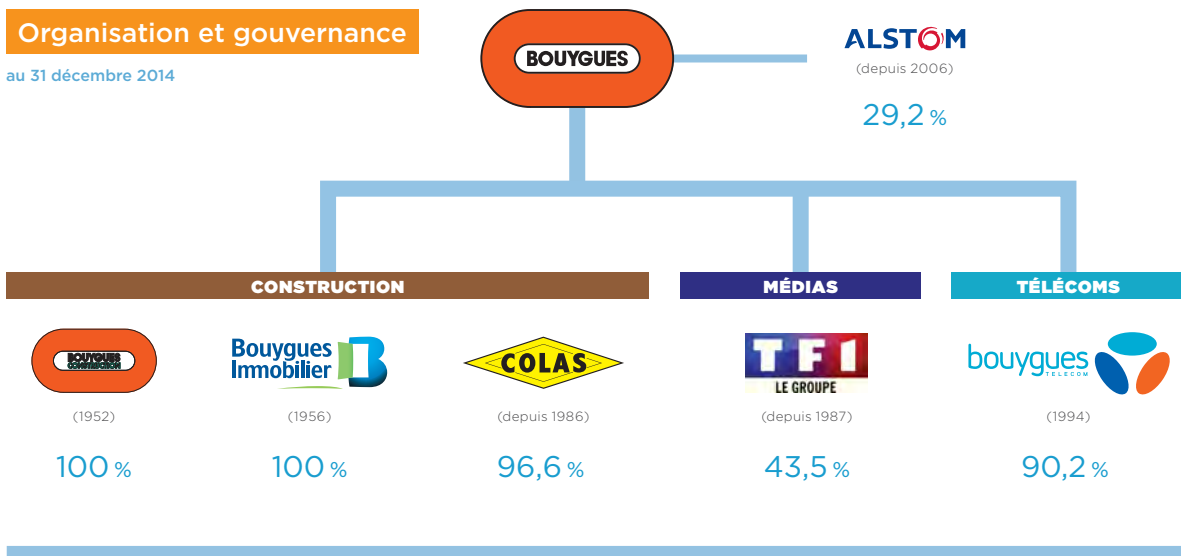 Organisation et gouvernance
au 31 décembre 2014
BOUYGUES
ALSTOM
(depuis 2006)
29,2 %
CONSTRUCTION
MÉDIAS
TÉLÉCOMS
BOUYGUES
CONSTRUCTION
(1952)
100 %
Bouygues
Immobilier
(1956)
100 %
COLAS
(depuis 1986)
96,6 %
TF1
LE GROUPE
(depuis 1987)
43,5 %
bouygues
TELECOM
(1994)
90,2 %